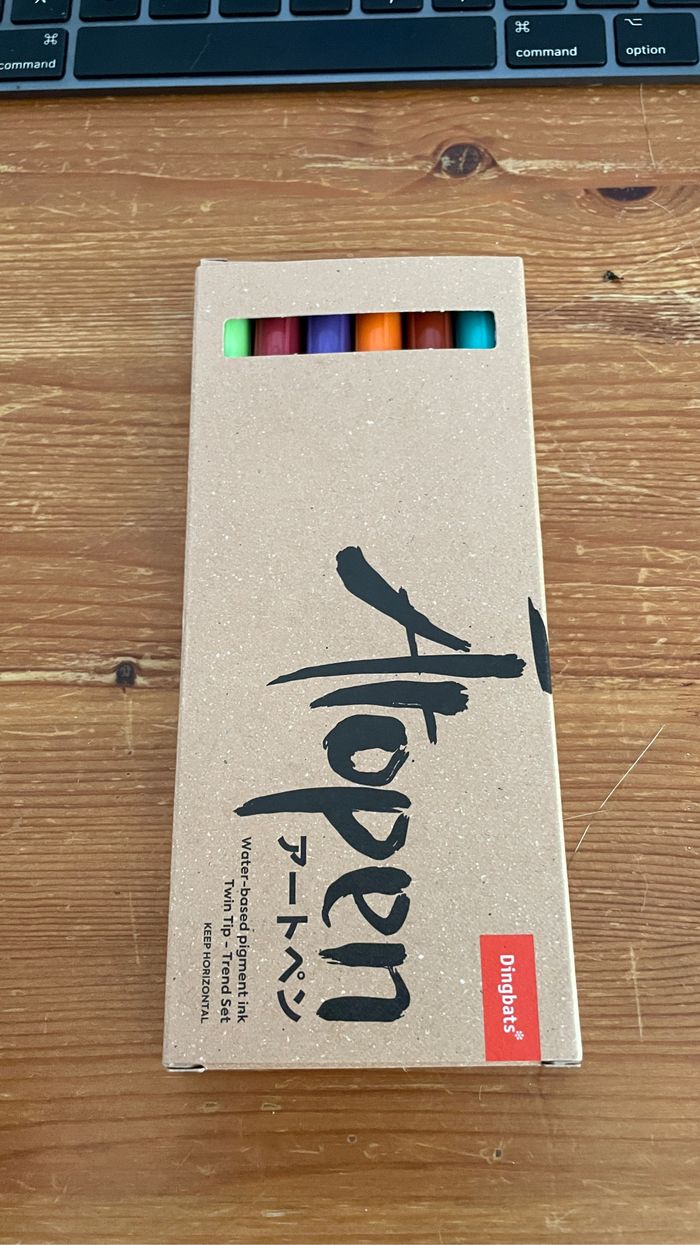 ⌘
command
⌘
command
⌥
option
Ātopen
アートペン
Water-based pigment ink
Twin Tip - Trend Set
KEEP HORIZONTAL
Dingbats*